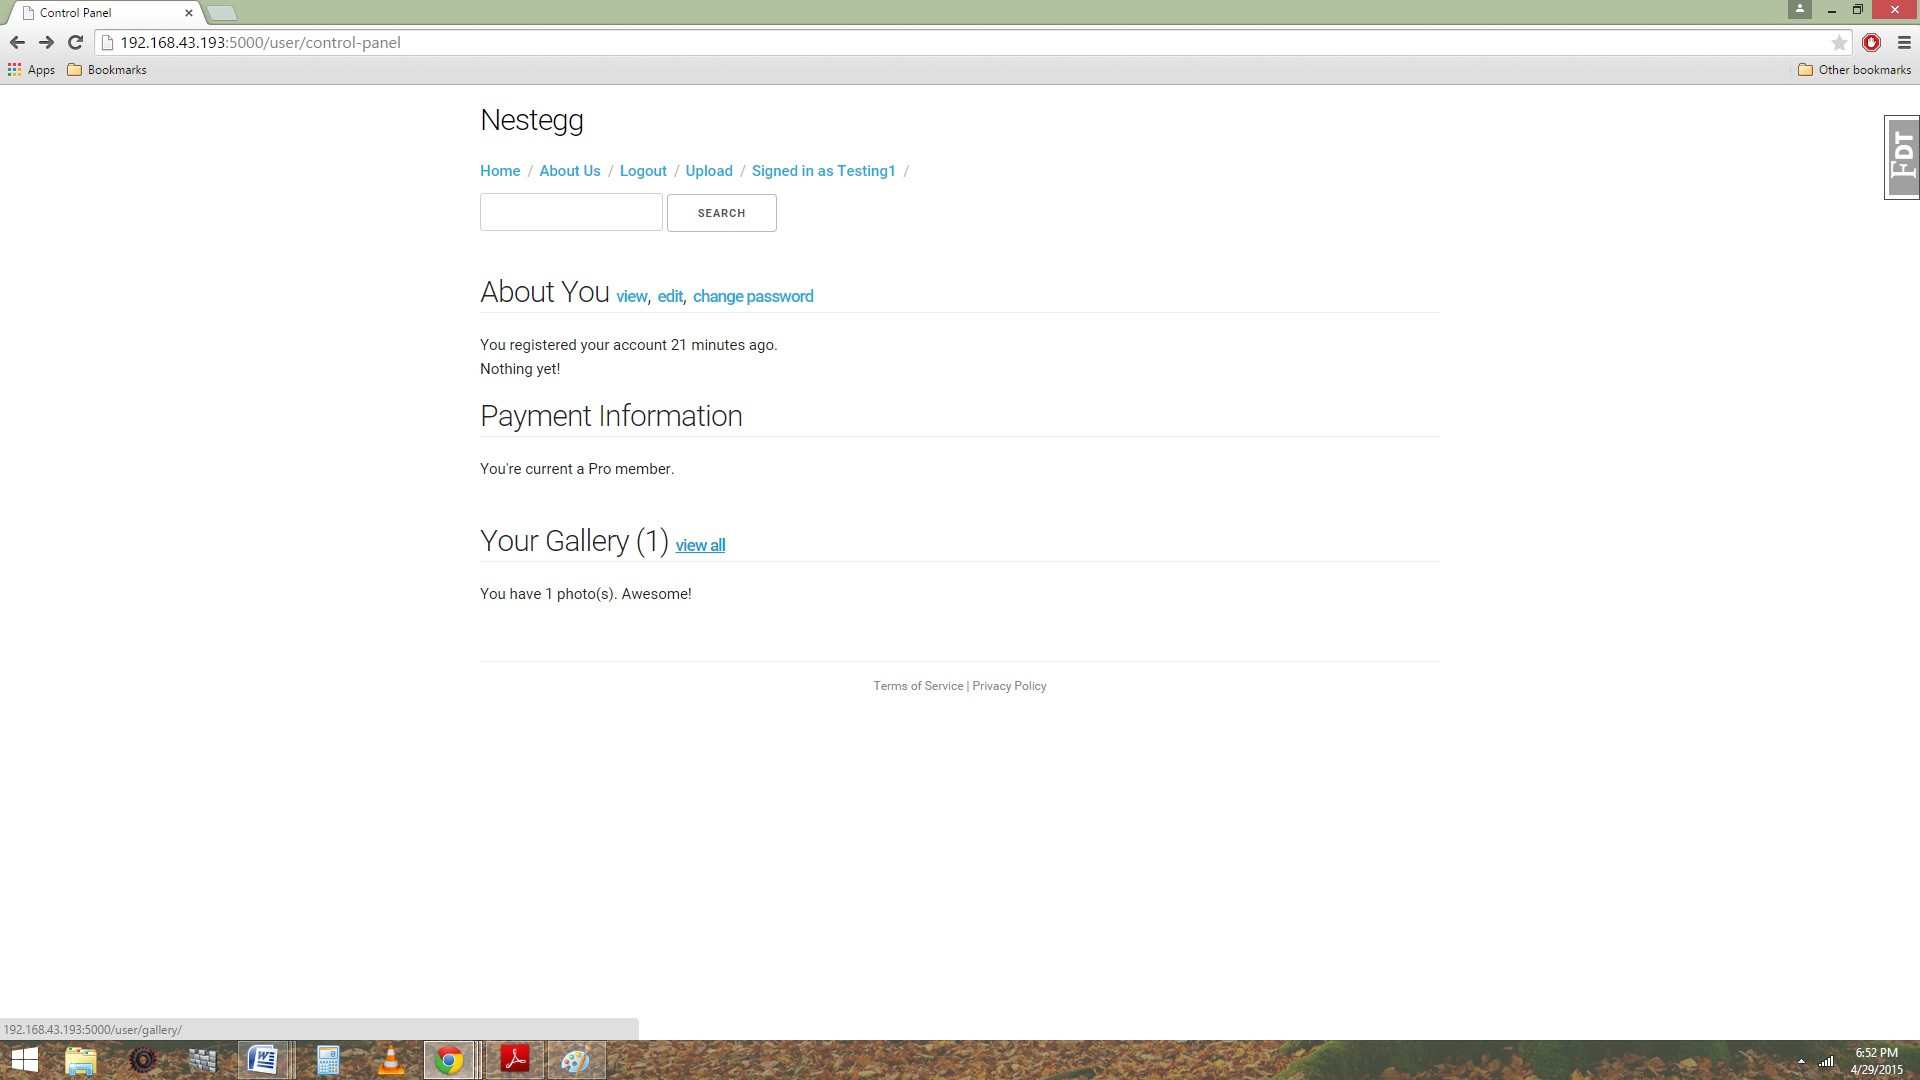 Control Panel
192.168.43.193:5000/user/control-panel
Apps Bookmarks Other bookmarks
Nestegg
FDT
Home / About Us / Logout / Upload / Signed in as Testing1 /
SEARCH
About You view, edit, change password
You registered your account 21 minutes ago.
Nothing yet!
Payment Information
You're current a Pro member.
Your Gallery (1) view all
You have 1 photo(s). Awesome!
Terms of Service | Privacy Policy
192.168.43.193:5000/user/gallery/
6:52 PM
4/29/2015